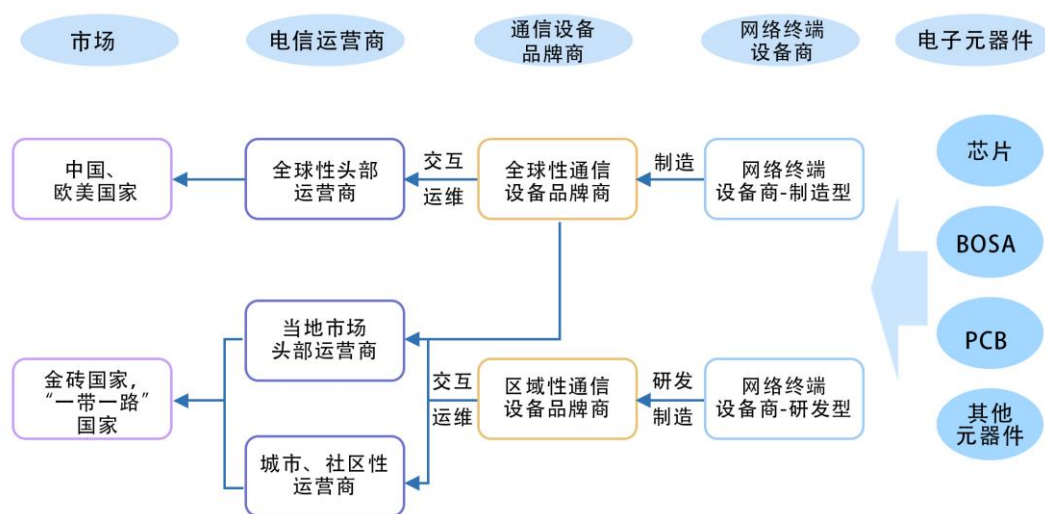 市场
电信运营商
通信设备
品牌商
网络终端
设备商
电子元器件
中国、
欧美国家
全球性头部
运营商
交互
运维
全球性通信
设备品牌商
制造
网络终端
设备商-制造型
芯片
BOSA
PCB
其他
元器件
当地市场
头部运营商
金砖国家，
“一带一路”
国家
城市、社区性
运营商
交互
运维
区域性通信
设备品牌商
研发
制造
网络终端
设备商-研发型